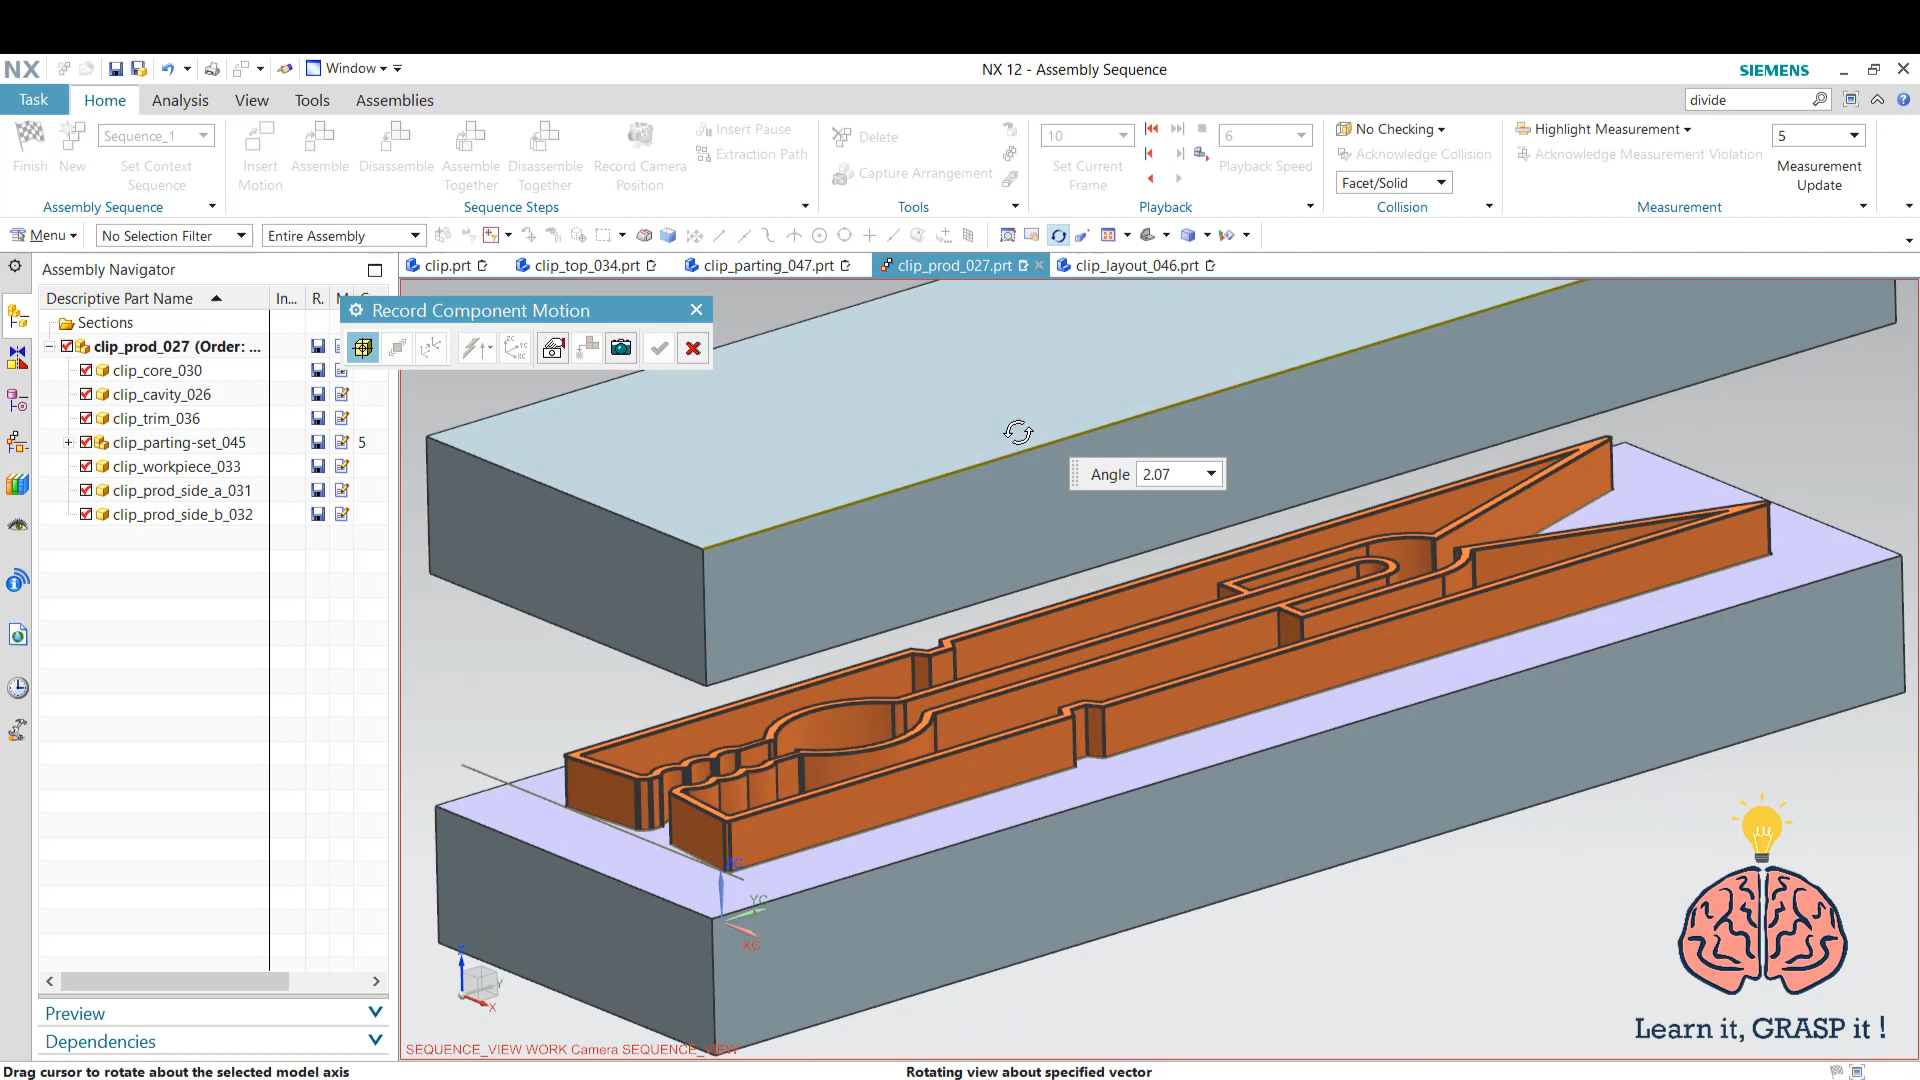 NX
Window
NX 12 - Assembly Sequence
SIEMENS
Task
Home
Analysis
View
Tools
Assemblies
divide
Finish
New
Sequence_1
Set Context
Sequence
Assembly Sequence
Insert
Motion
Assemble
Disassemble
Assemble
Together
Disassemble
Together
Record Camera
Position
Insert Pause
Extraction Path
Sequence Steps
Delete
Capture Arrangement
Tools
10
Set Current
Frame
6
Playback Speed
Playback
No Checking
Acknowledge Collision
Facet/Solid
Collision
Highlight Measurement
Acknowledge Measurement Violation
5
Measurement
Update
Measurement
Menu
No Selection Filter
Entire Assembly
Assembly Navigator
clip.prt
clip_top_034.prt
clip_parting_047.prt
clip_prod_027.prt
clip_layout_046.prt
Descriptive Part Name
In...
R.
Sections
clip_prod_027 (Order: ...
clip_core_030
clip_cavity_026
clip_trim_036
clip_parting-set_045
5
clip_workpiece_033
clip_prod_side_a_031
clip_prod_side_b_032
Record Component Motion
Angle
2.07
ZC
YC
XC
Z
Y
X
Preview
Dependencies
SEQUENCE_VIEW WORK Camera SEQUENCE_VIEW
Learn it, GRASP it !
Drag cursor to rotate about the selected model axis
Rotating view about specified vector